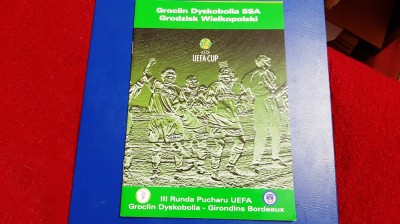 Groclin Dyskobolia SSA
Grodzisk Wielkopolski
UEFA CUP
III Runda Pucharu UEFA
Groclin Dyskobolia - Girondins Bordeaux